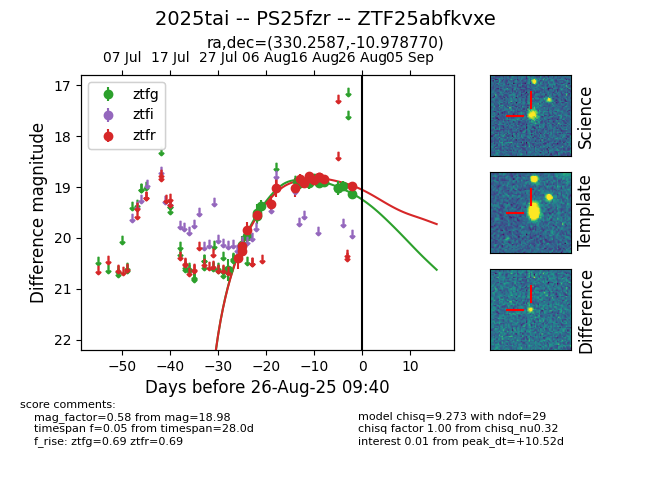 2025tai -- PS25fzr -- ZTF25abfkvxe
ra,dec=(330.2587,-10.978770)
07 Jul 17 Jul 27 Jul 06 Aug 16 Aug 26 Aug 05 Sep
17
18
19
20
21
22
Difference magnitude
ztfg
ztfi
ztfr
−50 −40 −30 −20 −10 0 10
Days before 26-Aug-25 09:40
Science
Template
Difference
score comments:
mag_factor=0.58 from mag=18.98
timespan f=0.05 from timespan=28.0d
f_rise: ztfg=0.69 ztfr=0.69
model chisq=9.273 with ndof=29
chisq factor 1.00 from chisq_nu0.32
interest 0.01 from peak_dt=+10.52d